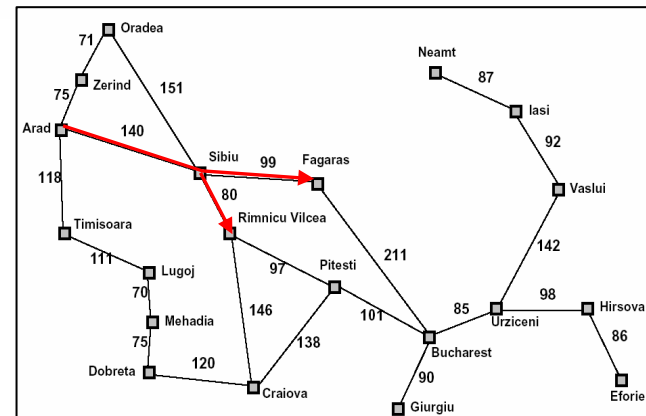 Oradea
71
Neamt
87
Zerind
151
75
Iasi
Arad
140
92
Sibiu
99
Fagaras
118
80
Vaslui
Rimnicu Vilcea
Timisoara
142
111
211
Lugoj
97
Pitesti
70
98
Hirsova
146
101
85
Mehadia
Urziceni
86
75
138
Bucharest
120
Dobreta
90
Craiova
Eforie
Giurgiu